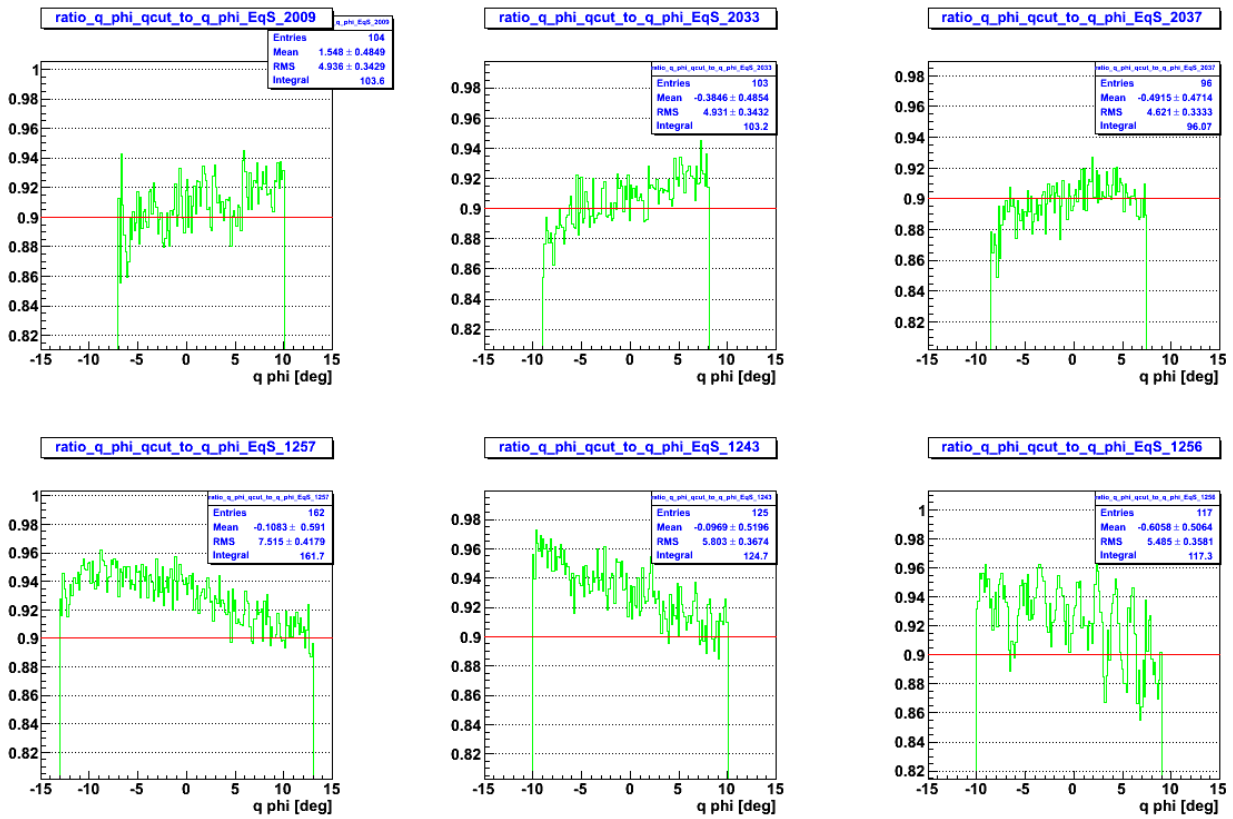 ratio_q_phi_qcut_to_q_phi_EqS_2009
q_phi_EqS_2009
Entries 104
Mean 1.548 ± 0.4849
RMS 4.936 ± 0.3429
Integral 103.6
1
0.98
0.96
0.94
0.92
0.9
0.88
0.86
0.84
0.82
-15 -10 -5 0 5 10 15
q phi [deg]
ratio_q_phi_qcut_to_q_phi_EqS_2033
ratio_q_phi_qcut_to_q_phi_EqS_2033
Entries 103
Mean -0.3846 ± 0.4854
RMS 4.931 ± 0.3432
Integral 103.2
0.98
0.96
0.94
0.92
0.9
0.88
0.86
0.84
0.82
-15 -10 -5 0 5 10 15
q phi [deg]
ratio_q_phi_qcut_to_q_phi_EqS_2037
ratio_q_phi_qcut_to_q_phi_EqS_2037
Entries 96
Mean -0.4915 ± 0.4714
RMS 4.621 ± 0.3333
Integral 96.07
0.98
0.96
0.94
0.92
0.9
0.88
0.86
0.84
0.82
-15 -10 -5 0 5 10 15
q phi [deg]
ratio_q_phi_qcut_to_q_phi_EqS_1257
ratio_q_phi_qcut_to_q_phi_EqS_1257
Entries 162
Mean -0.1083 ± 0.591
RMS 7.515 ± 0.4179
Integral 161.7
1
0.98
0.96
0.94
0.92
0.9
0.88
0.86
0.84
0.82
-15 -10 -5 0 5 10 15
q phi [deg]
ratio_q_phi_qcut_to_q_phi_EqS_1243
ratio_q_phi_qcut_to_q_phi_EqS_1243
Entries 125
Mean -0.0969 ± 0.5196
RMS 5.803 ± 0.3674
Integral 124.7
0.98
0.96
0.94
0.92
0.9
0.88
0.86
0.84
0.82
-15 -10 -5 0 5 10 15
q phi [deg]
ratio_q_phi_qcut_to_q_phi_EqS_1256
ratio_q_phi_qcut_to_q_phi_EqS_1256
Entries 117
Mean -0.6058 ± 0.5064
RMS 5.485 ± 0.3581
Integral 117.3
1
0.98
0.96
0.94
0.92
0.9
0.88
0.86
0.84
0.82
-15 -10 -5 0 5 10 15
q phi [deg]